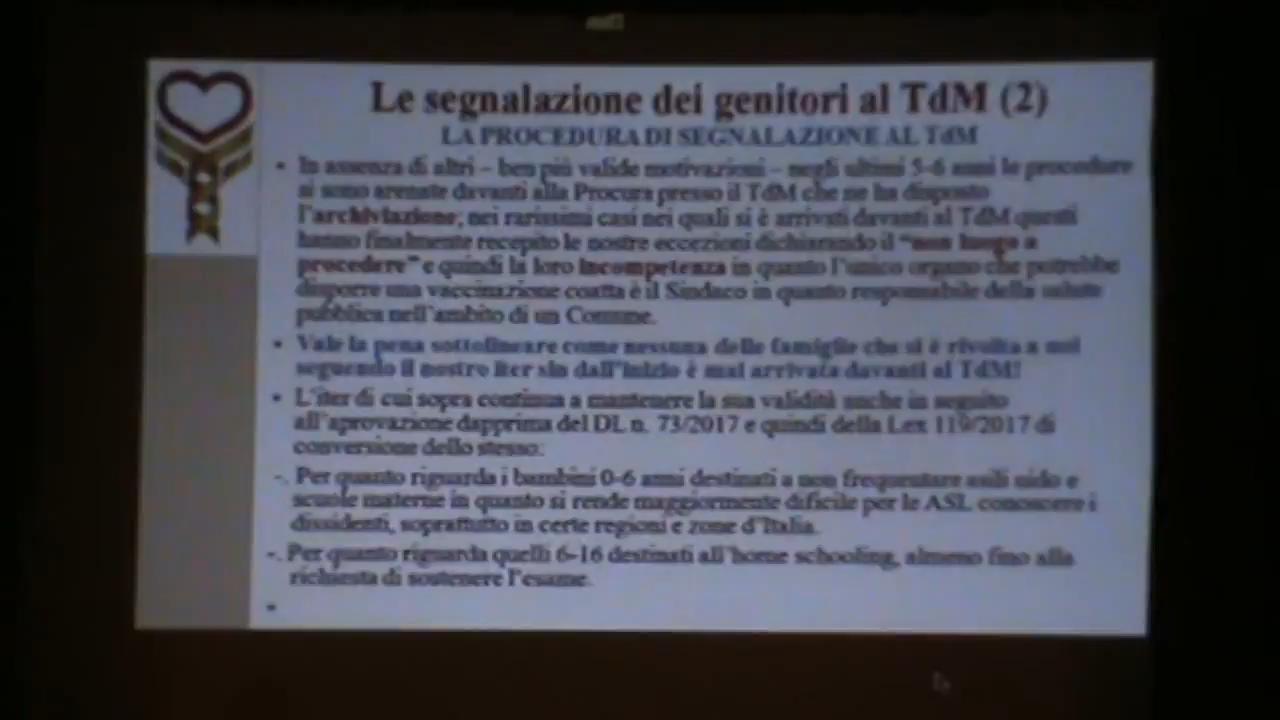 Le segnalazione dei genitori al TdM (2)
LA PROCEDURA DI SEGNALAZIONE AL TdM
• In assenza di altri – ben più valide motivazioni – negli ultimi 5-6 anni le procedure
si sono arenate davanti alla Procura presso il TdM che ne ha disposto
l'archiviazione; nei rarissimi casi nei quali si è arrivati davanti al TdM questi
hanno finalmente recepito le nostre eccezioni dichiarando il "non luogo a
procedere" e quindi la loro incompetenza in quanto l'unico organo che potrebbe
disporre una vaccinazione coatta è il Sindaco in quanto responsabile della salute
pubblica nell'ambito di un Comune.
• Vale la pena sottolineare come nessuna delle famiglie che si è rivolta a noi
seguendo il nostro iter sin dall'inizio è mai arrivata davanti al TdM!
• L'iter di cui sopra continua a mantenere la sua validità anche in seguito
all'aprovazione dapprima del DL n. 73/2017 e quindi della Lex 119/2017 di
conversione dello stesso:
-. Per quanto riguarda i bambini 0-6 anni destinati a non frequentare asili nido e
scuole materne in quanto si rende maggiormente dificile per le ASL conoscere i
dissidenti, soprattutto in certe regioni e zone d'Italia.
-. Per quanto riguarda quelli 6-16 destinati all'home schooling, almeno fino alla
richiesta di sostenere l'esame.
•